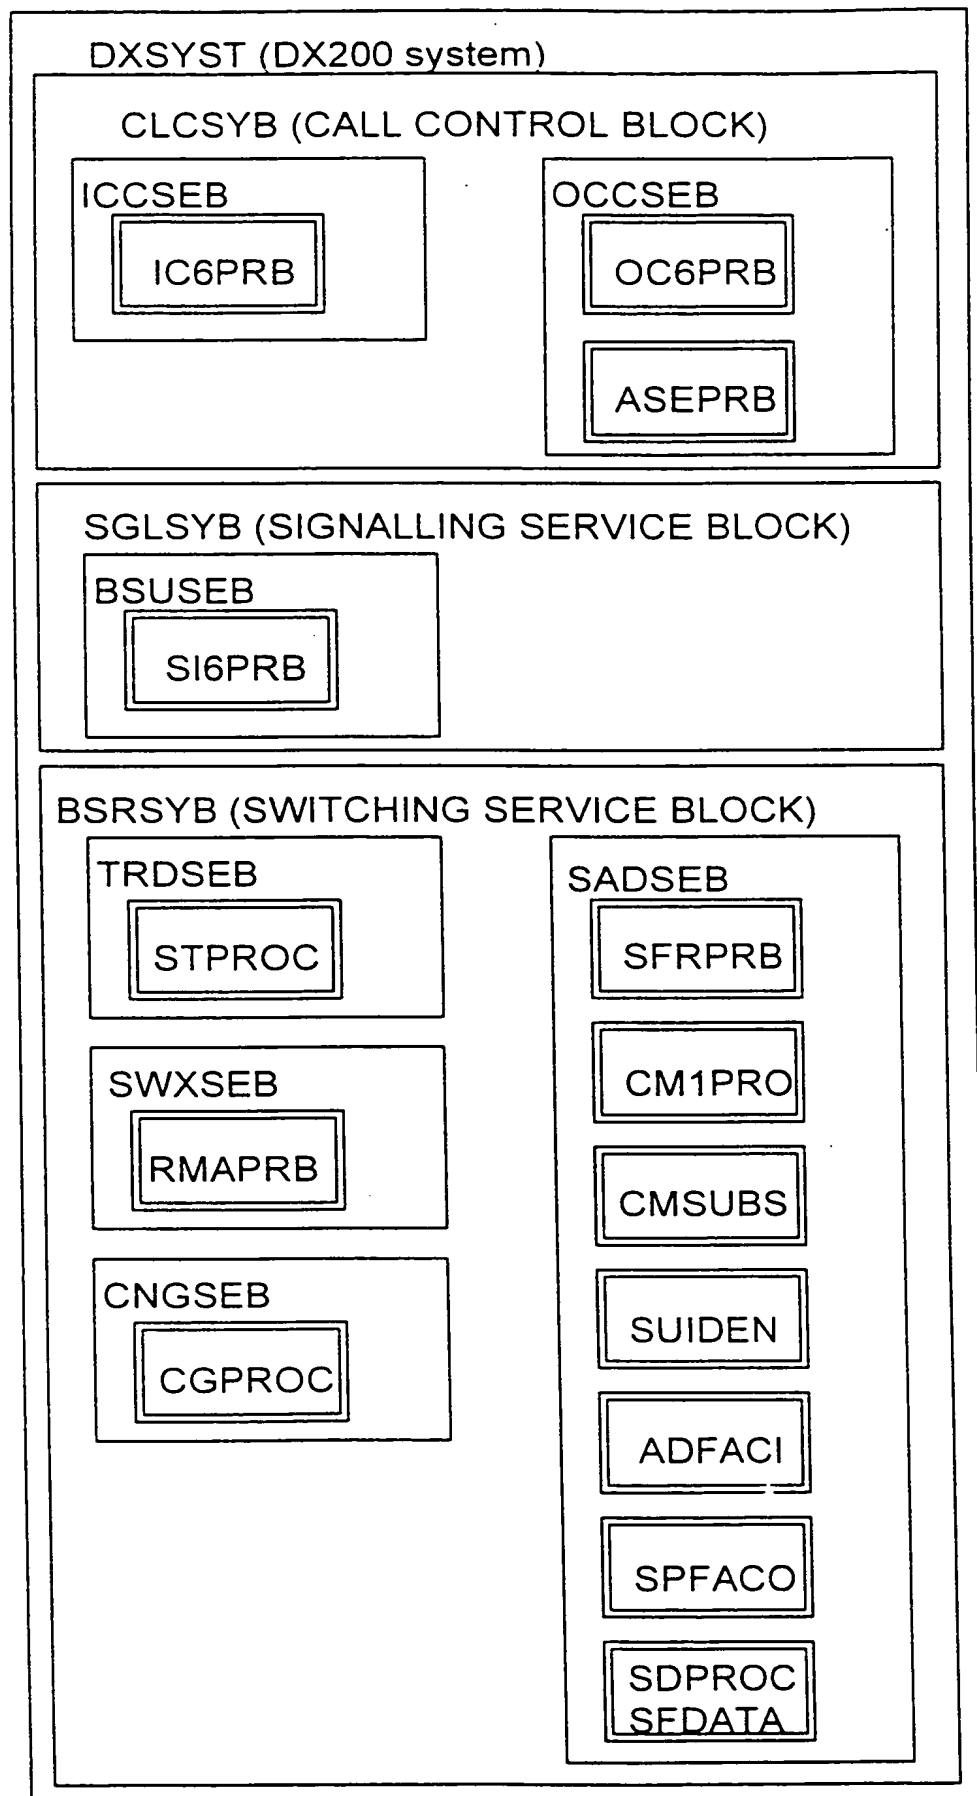 DXSYST (DX200 system)
CLCSYB (CALL CONTROL BLOCK)
ICCSEB
IC6PRB
OCCSEB
OC6PRB
ASEPRB
SGLSYB (SIGNALLING SERVICE BLOCK)
BSUSEB
SI6PRB
BSRSYB (SWITCHING SERVICE BLOCK)
TRDSEB
STPROC
SWXSEB
RMAPRB
CNGSEB
CGPROC
SADSEB
SFRPRB
CM1PRO
CMSUBS
SUIDEN
ADFACI
SPFACO
SDPROC
SFDATA